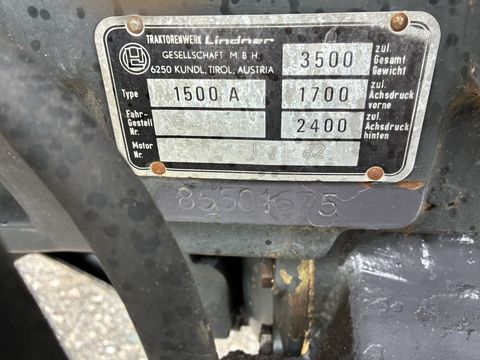 TRAKTORENWERK Lindner
GESELLSCHAFT M.B.H.
6250 KUNDL, TIROL, AUSTRIA
3500 zul. Gesamt Gewicht
Type 1500 A
1700 zul. Achsdruck vorne
Fahr-Gestell Nr.
2400 zul. Achsdruck hinten
Motor Nr.
85501675